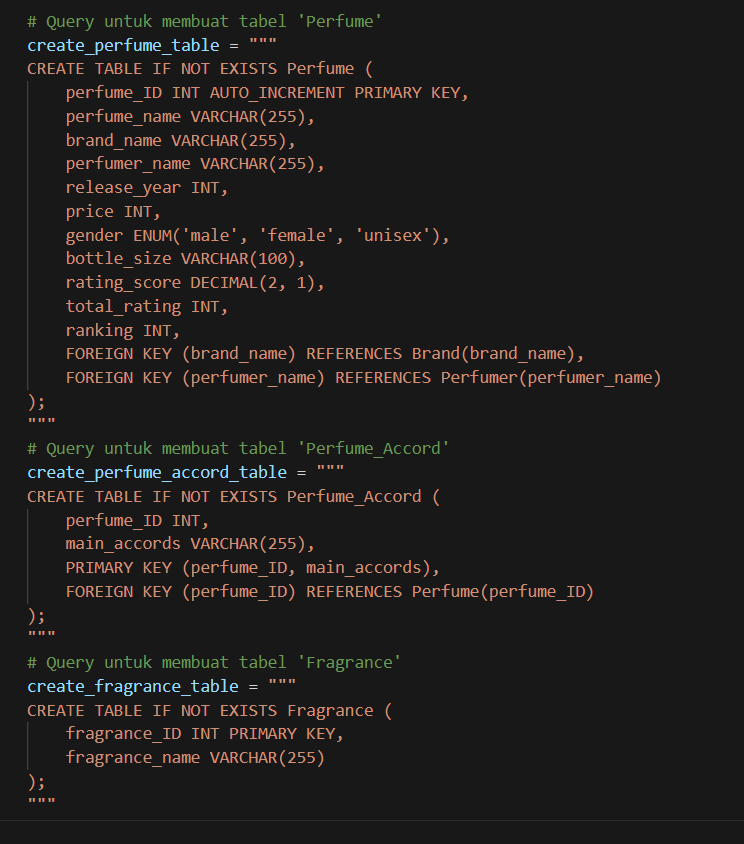 # Query untuk membuat tabel 'Perfume'
create_perfume_table = """
CREATE TABLE IF NOT EXISTS Perfume (
    perfume_ID INT AUTO_INCREMENT PRIMARY KEY,
    perfume_name VARCHAR(255),
    brand_name VARCHAR(255),
    perfumer_name VARCHAR(255),
    release_year INT,
    price INT,
    gender ENUM('male', 'female', 'unisex'),
    bottle_size VARCHAR(100),
    rating_score DECIMAL(2, 1),
    total_rating INT,
    ranking INT,
    FOREIGN KEY (brand_name) REFERENCES Brand(brand_name),
    FOREIGN KEY (perfumer_name) REFERENCES Perfumer(perfumer_name)
);
"""
# Query untuk membuat tabel 'Perfume_Accord'
create_perfume_accord_table = """
CREATE TABLE IF NOT EXISTS Perfume_Accord (
    perfume_ID INT,
    main_accords VARCHAR(255),
    PRIMARY KEY (perfume_ID, main_accords),
    FOREIGN KEY (perfume_ID) REFERENCES Perfume(perfume_ID)
);
"""
# Query untuk membuat tabel 'Fragrance'
create_fragrance_table = """
CREATE TABLE IF NOT EXISTS Fragrance (
    fragrance_ID INT PRIMARY KEY,
    fragrance_name VARCHAR(255)
);
"""